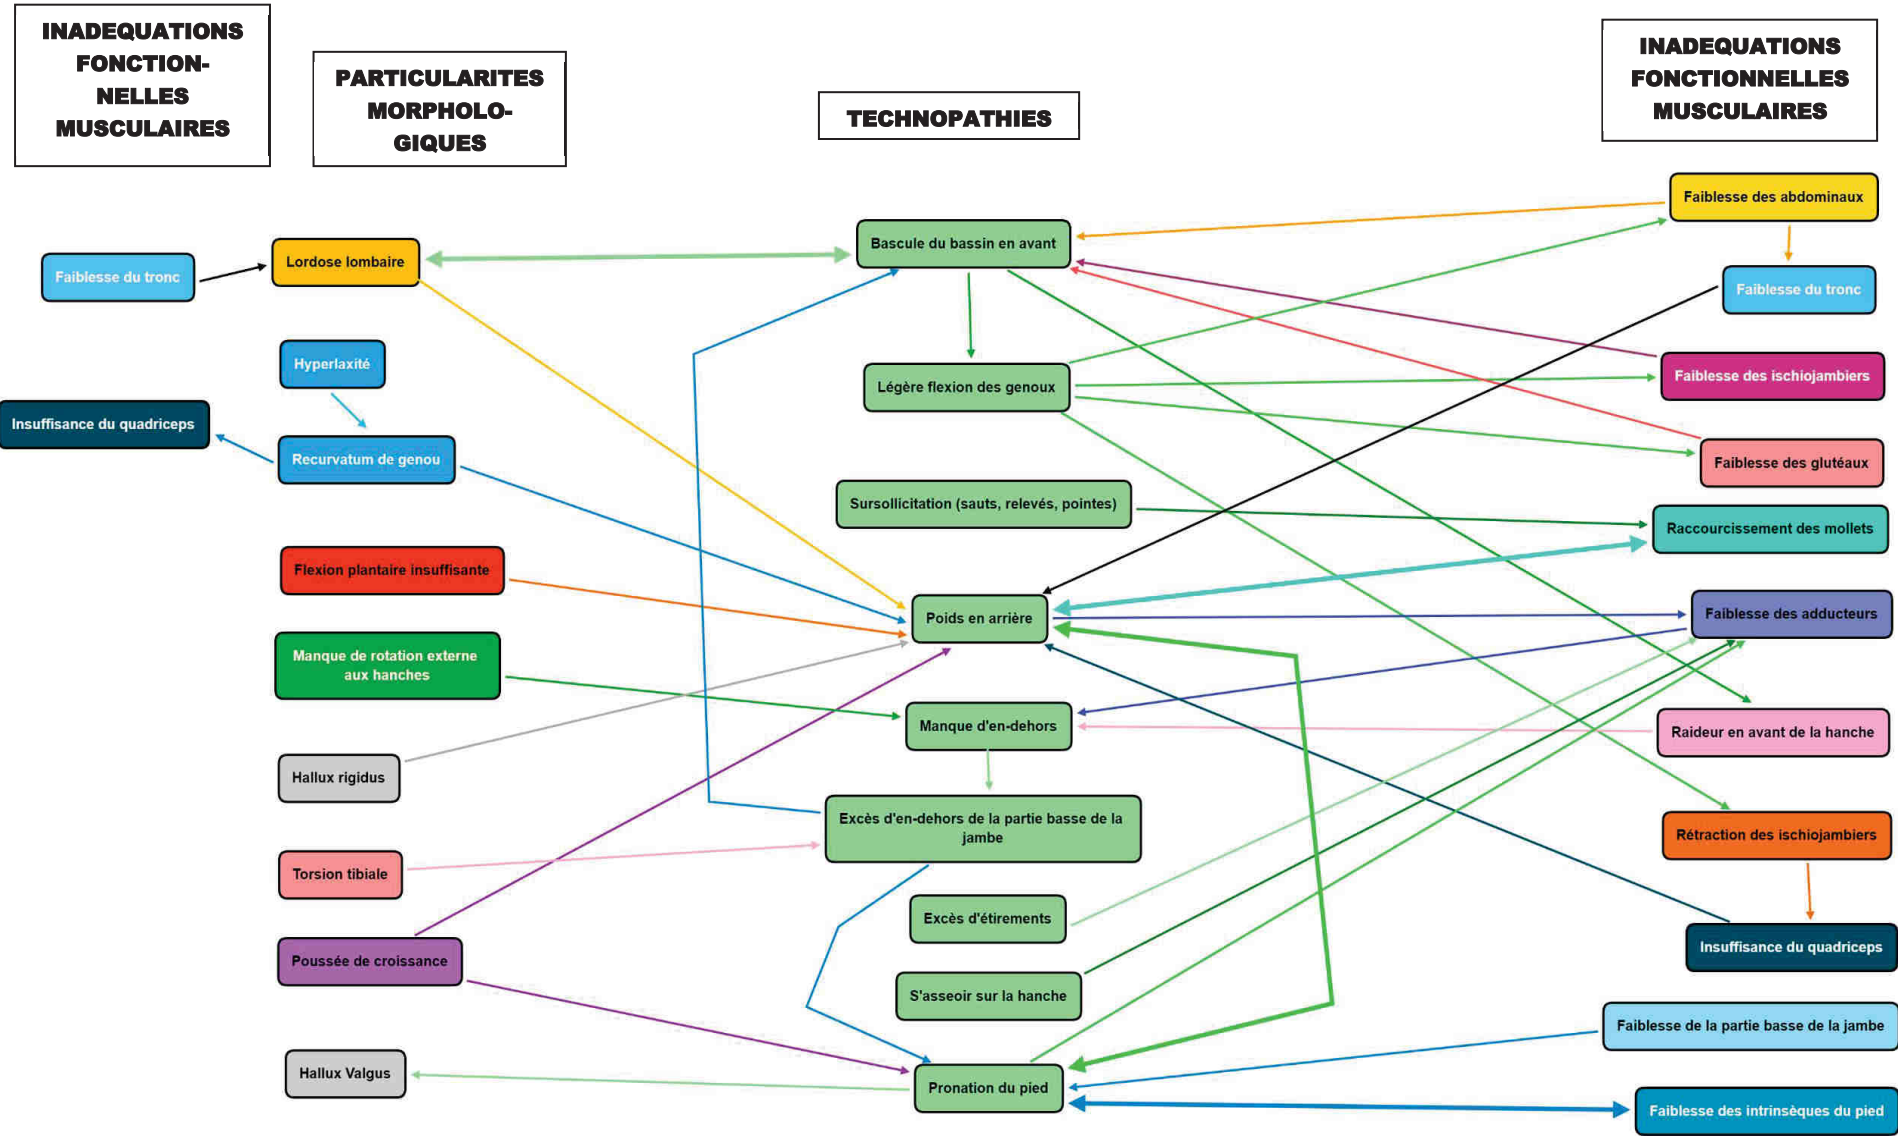 INADEQUATIONS
FONCTION-
NELLES
MUSCULAIRES
PARTICULARITES
MORPHOLO-
GIQUES
TECHNOPATHIES
INADEQUATIONS
FONCTIONNELLES
MUSCULAIRES
Faiblesse du tronc
Insuffisance du quadriceps
Lordose lombaire
Hyperlaxité
Recurvatum de genou
Flexion plantaire insuffisante
Manque de rotation externe
aux hanches
Hallux rigidus
Torsion tibiale
Poussée de croissance
Hallux Valgus
Bascule du bassin en avant
Légère flexion des genoux
Sursollicitation (sauts, relevés, pointes)
Poids en arrière
Manque d'en-dehors
Excès d'en-dehors de la partie basse de la
jambe
Excès d'étirements
S'asseoir sur la hanche
Pronation du pied
Faiblesse des abdominaux
Faiblesse du tronc
Faiblesse des ischiojambiers
Faiblesse des glutéaux
Raccourcissement des mollets
Faiblesse des adducteurs
Raideur en avant de la hanche
Rétraction des ischiojambiers
Insuffisance du quadriceps
Faiblesse de la partie basse de la jambe
Faiblesse des intrinsèques du pied